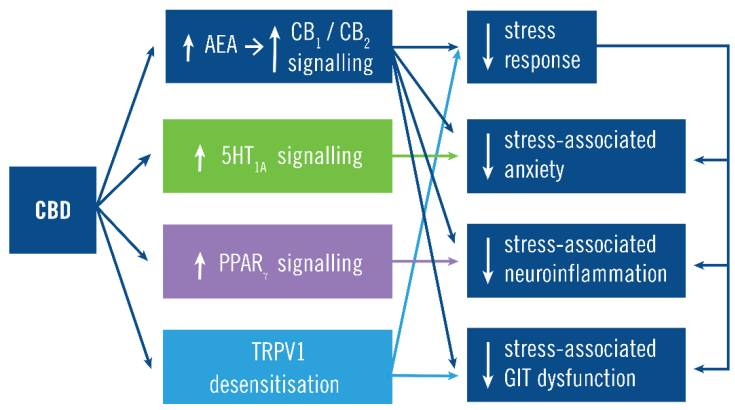 CBD
↑ AEA → ↑ CB₁ / CB₂
signalling
↑ 5HT₁A signalling
↑ PPARᵧ signalling
TRPV1
desensitisation
↓ stress
response
↓ stress-associated
anxiety
↓ stress-associated
neuroinflammation
↓ stress-associated
GIT dysfunction